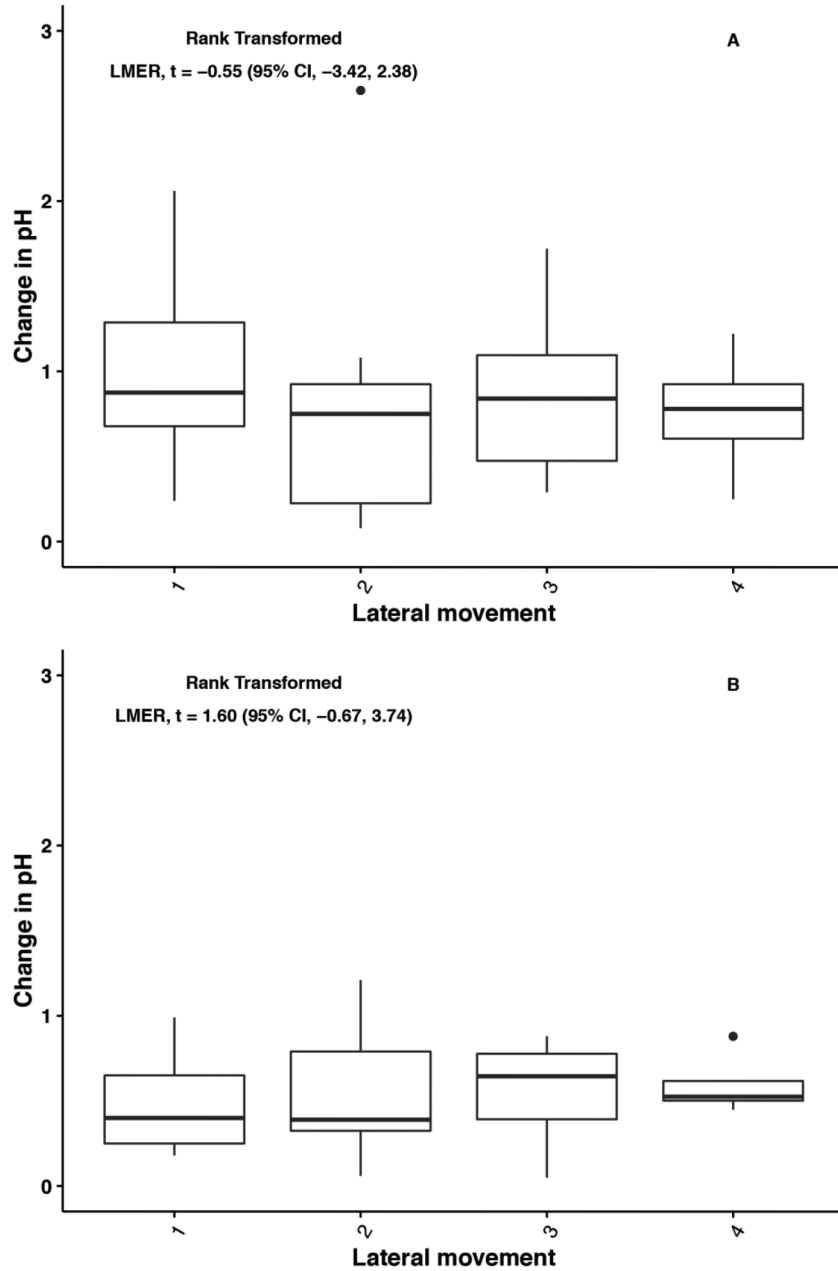 3
Rank Transformed
A
LMER, t = −0.55 (95% CI, −3.42, 2.38)
2
Change in pH
1
0
1 2 3 4
Lateral movement
3
Rank Transformed
B
LMER, t = 1.60 (95% CI, −0.67, 3.74)
2
Change in pH
1
0
1 2 3 4
Lateral movement